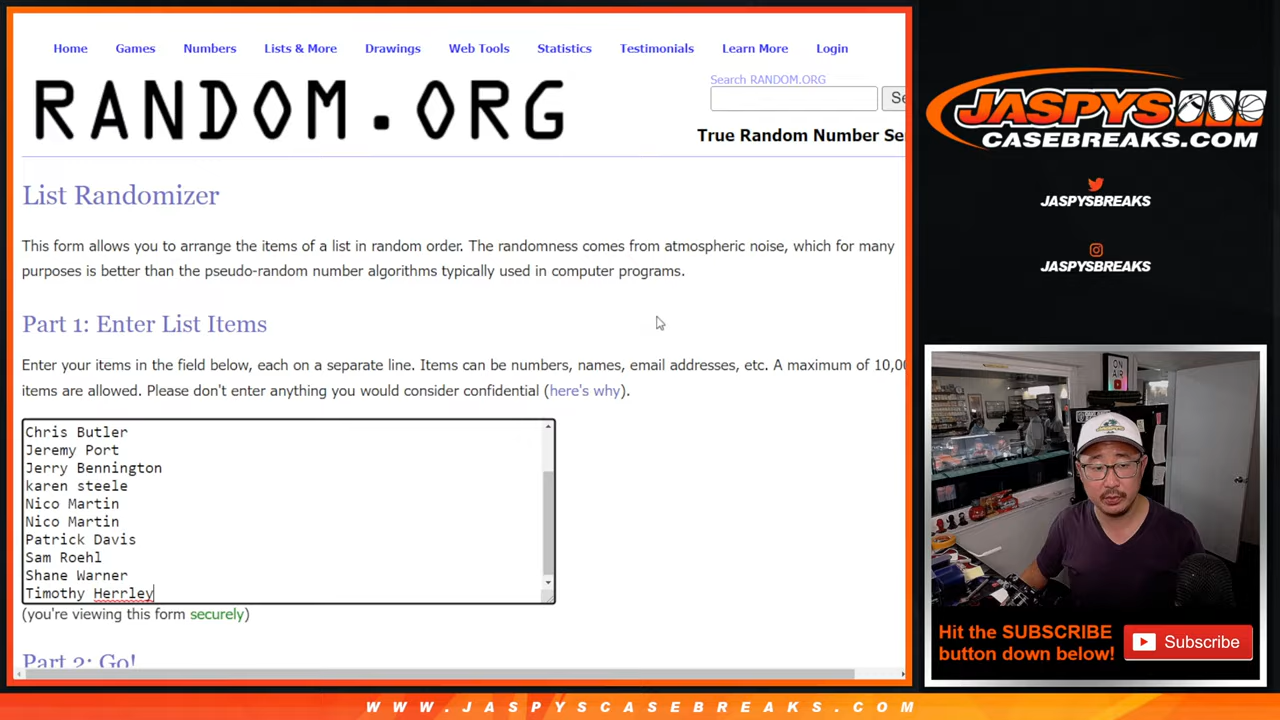 Home Games Numbers Lists & More Drawings Web Tools Statistics Testimonials Learn More Login
RANDOM.ORG
Search RANDOM.ORG
Se
True Random Number Se
List Randomizer
This form allows you to arrange the items of a list in random order. The randomness comes from atmospheric noise, which for many
purposes is better than the pseudo-random number algorithms typically used in computer programs.
Part 1: Enter List Items
Enter your items in the field below, each on a separate line. Items can be numbers, names, email addresses, etc. A maximum of 10,00
items are allowed. Please don't enter anything you would consider confidential (here's why).
Chris Butler
Jeremy Port
Jerry Bennington
karen steele
Nico Martin
Nico Martin
Patrick Davis
Sam Roehl
Shane Warner
Timothy Herrley
(you're viewing this form securely)
Part 2: Go!
JASPYS
CASEBREAKS.COM
JASPYSBREAKS
JASPYSBREAKS
ON
AIR
Hit the SUBSCRIBE
button down below!
Subscribe
WWW.JASPYSCASEBREAKS.COM